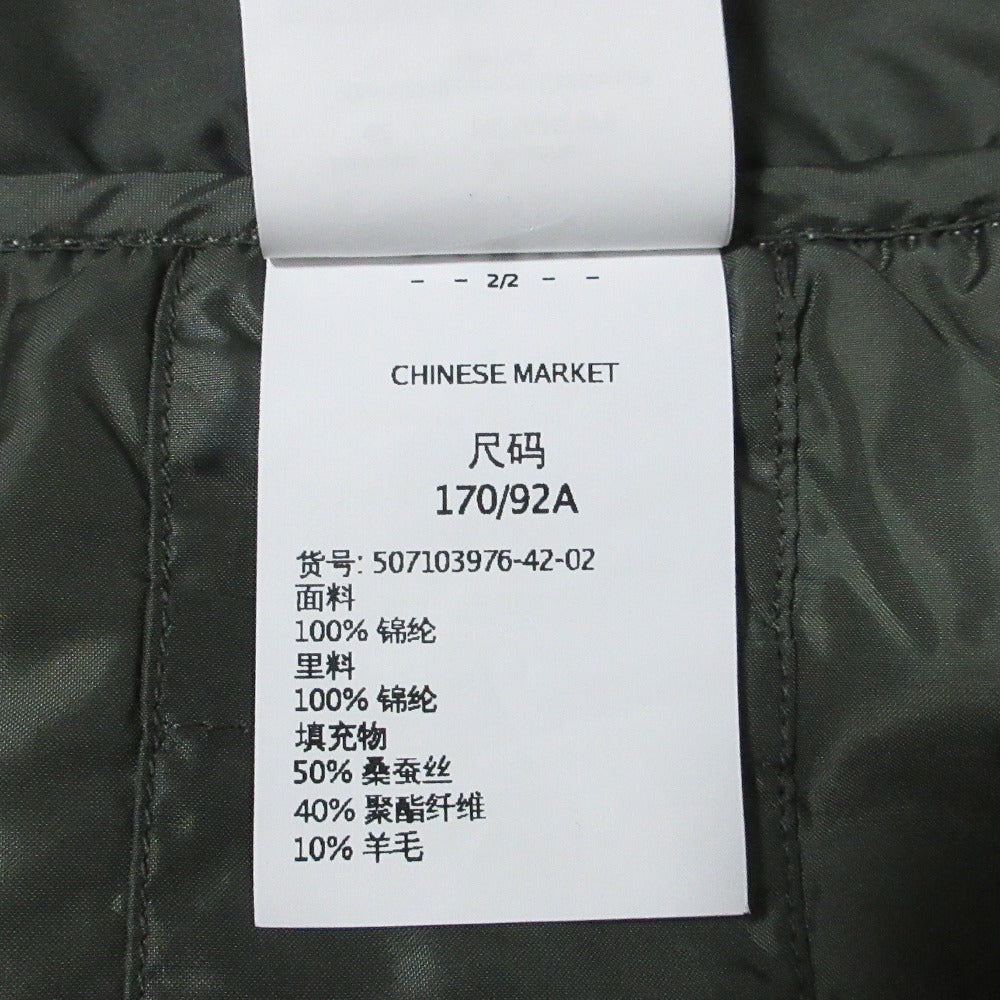 - - 2/2 - -
CHINESE MARKET
尺码
170/92A
货号: 507103976-42-02
面料
100% 锦纶
里料
100% 锦纶
填充物
50% 桑蚕丝
40% 聚酯纤维
10% 羊毛